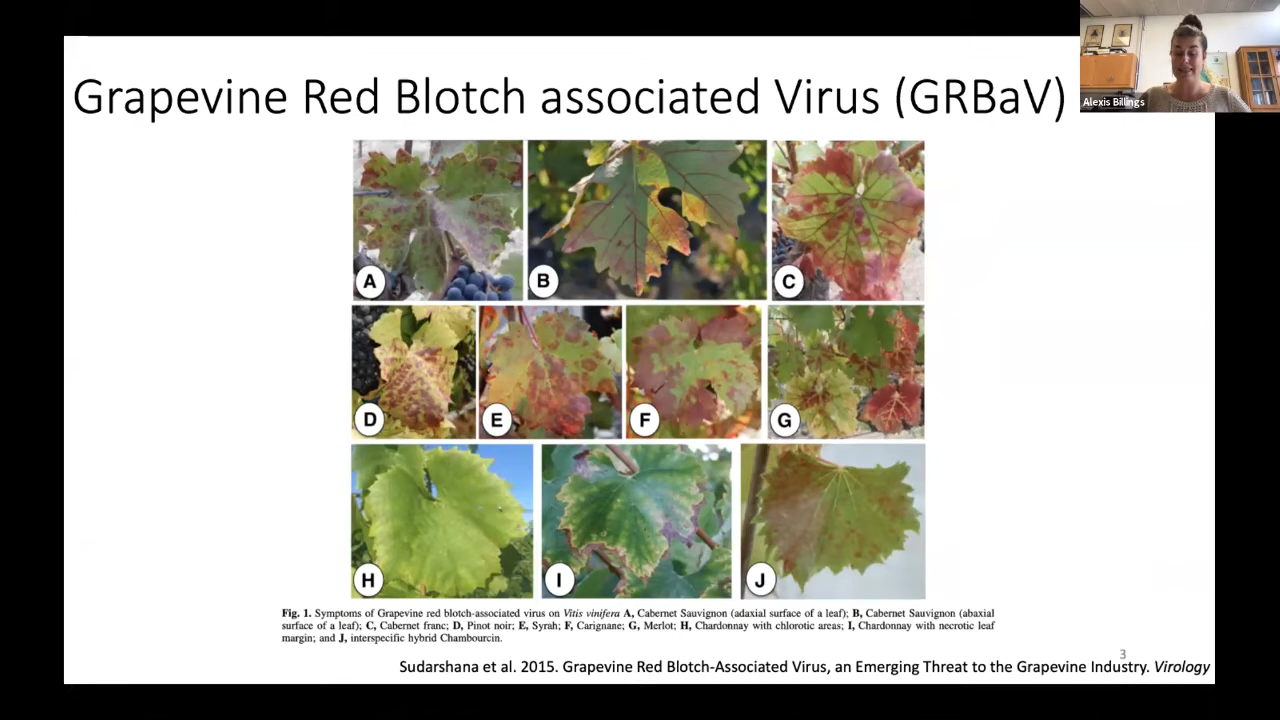 Grapevine Red Blotch associated Virus (GRBaV)
Alexis Billings
A
B
C
D
E
F
G
H
I
J
Fig. 1. Symptoms of Grapevine red blotch-associated virus on Vitis vinifera A, Cabernet Sauvignon (adaxial surface of a leaf); B, Cabernet Sauvignon (abaxial
surface of a leaf); C, Cabernet franc; D, Pinot noir; E, Syrah; F, Carignane; G, Merlot; H, Chardonnay with chlorotic areas; I, Chardonnay with necrotic leaf
margin; and J, interspecific hybrid Chambourcin.
3
Sudarshana et al. 2015. Grapevine Red Blotch-Associated Virus, an Emerging Threat to the Grapevine Industry. Virology